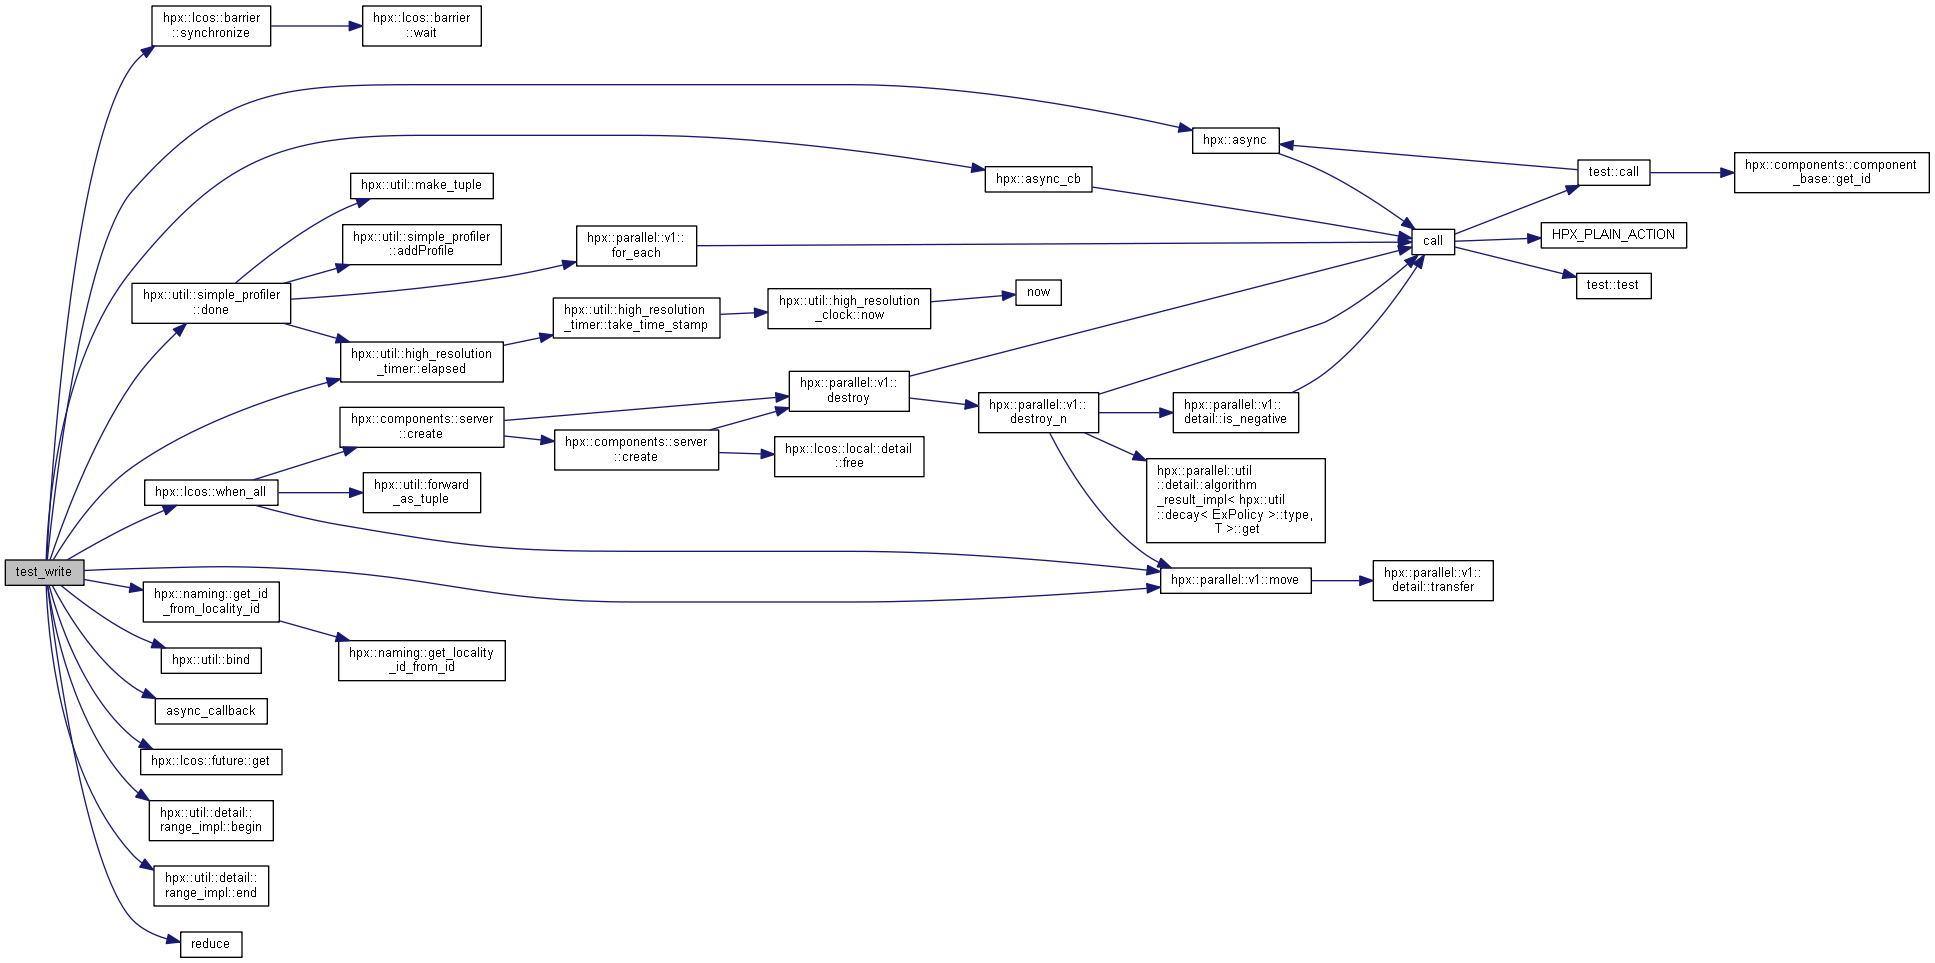 hpx::lcos::barrier
::synchronize
hpx::lcos::barrier
::wait
hpx::async
hpx::async_cb
test::call
hpx::components::component
_base::get_id
hpx::util::make_tuple
hpx::util::simple_profiler
::addProfile
hpx::parallel::v1::
for_each
call
HPX_PLAIN_ACTION
test::test
hpx::util::simple_profiler
::done
hpx::util::high_resolution
_timer::take_time_stamp
hpx::util::high_resolution
_clock::now
now
hpx::util::high_resolution
_timer::elapsed
hpx::parallel::v1::
destroy
hpx::parallel::v1::
destroy_n
hpx::parallel::v1::
detail::is_negative
hpx::components::server
::create
hpx::components::server
::create
hpx::lcos::local::detail
::free
hpx::lcos::when_all
hpx::util::forward
_as_tuple
hpx::parallel::util
::detail::algorithm
_result_impl< hpx::util
::decay< ExPolicy >::type,
T >::get
test_write
hpx::parallel::v1::move
hpx::parallel::v1::
detail::transfer
hpx::naming::get_id
_from_locality_id
hpx::naming::get_locality
_id_from_id
hpx::util::bind
async_callback
hpx::lcos::future::get
hpx::util::detail::
range_impl::begin
hpx::util::detail::
range_impl::end
reduce